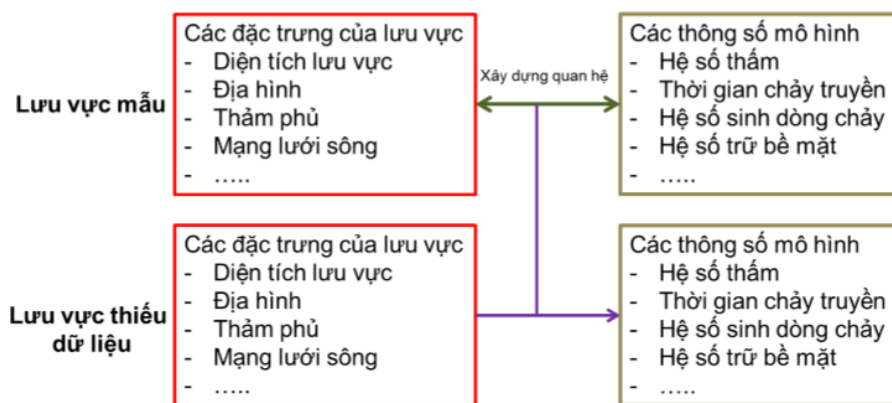 Các đặc trưng của lưu vực
- Diện tích lưu vực
- Địa hình
- Thảm phủ
- Mạng lưới sông
- .....
Lưu vực mẫu
Xây dựng quan hệ
Các thông số mô hình
- Hệ số thấm
- Thời gian chảy truyền
- Hệ số sinh dòng chảy
- Hệ số trữ bề mặt
- .....
Các đặc trưng của lưu vực
- Diện tích lưu vực
- Địa hình
- Thảm phủ
- Mạng lưới sông
- .....
Lưu vực thiếu
dữ liệu
Các thông số mô hình
- Hệ số thấm
- Thời gian chảy truyền
- Hệ số sinh dòng chảy
- Hệ số trữ bề mặt
- .....